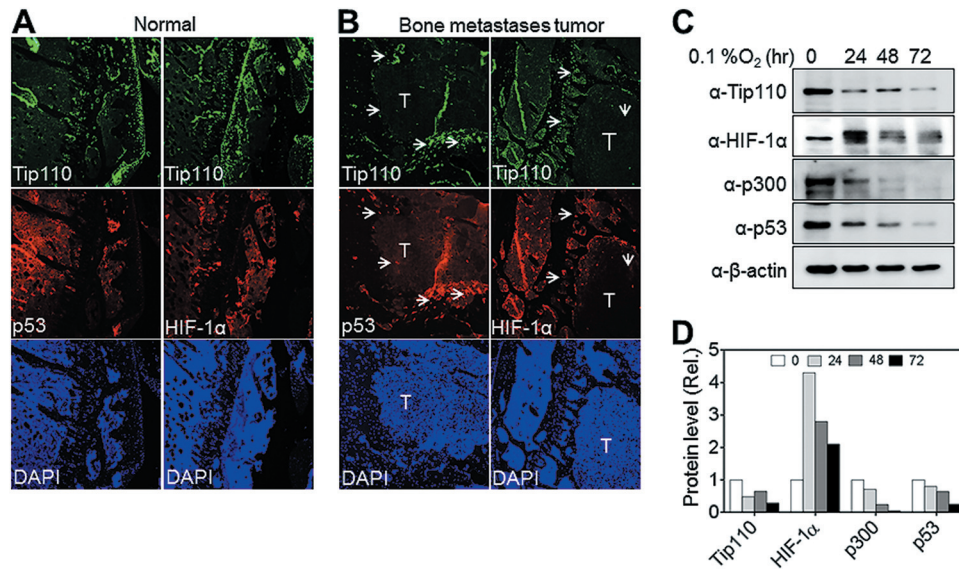 A
Normal
Tip110
Tip110
p53
HIF-1α
DAPI
DAPI
B
Bone metastases tumor
T
Tip110
T
Tip110
T
p53
T
HIF-1α
T
DAPI
T
DAPI
C
0.1 %O₂ (hr) 0 24 48 72
α-Tip110
α-HIF-1α
α-p300
α-p53
α-β-actin
D
Protein level (Rel.)
5
4
3
2
1
0
0 24 48 72
Tip110
HIF-1α
p300
p53